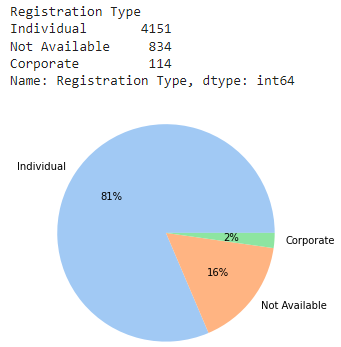 Registration Type
Individual 4151
Not Available 834
Corporate 114
Name: Registration Type, dtype: int64
Individual
81%
2%
Corporate
16%
Not Available